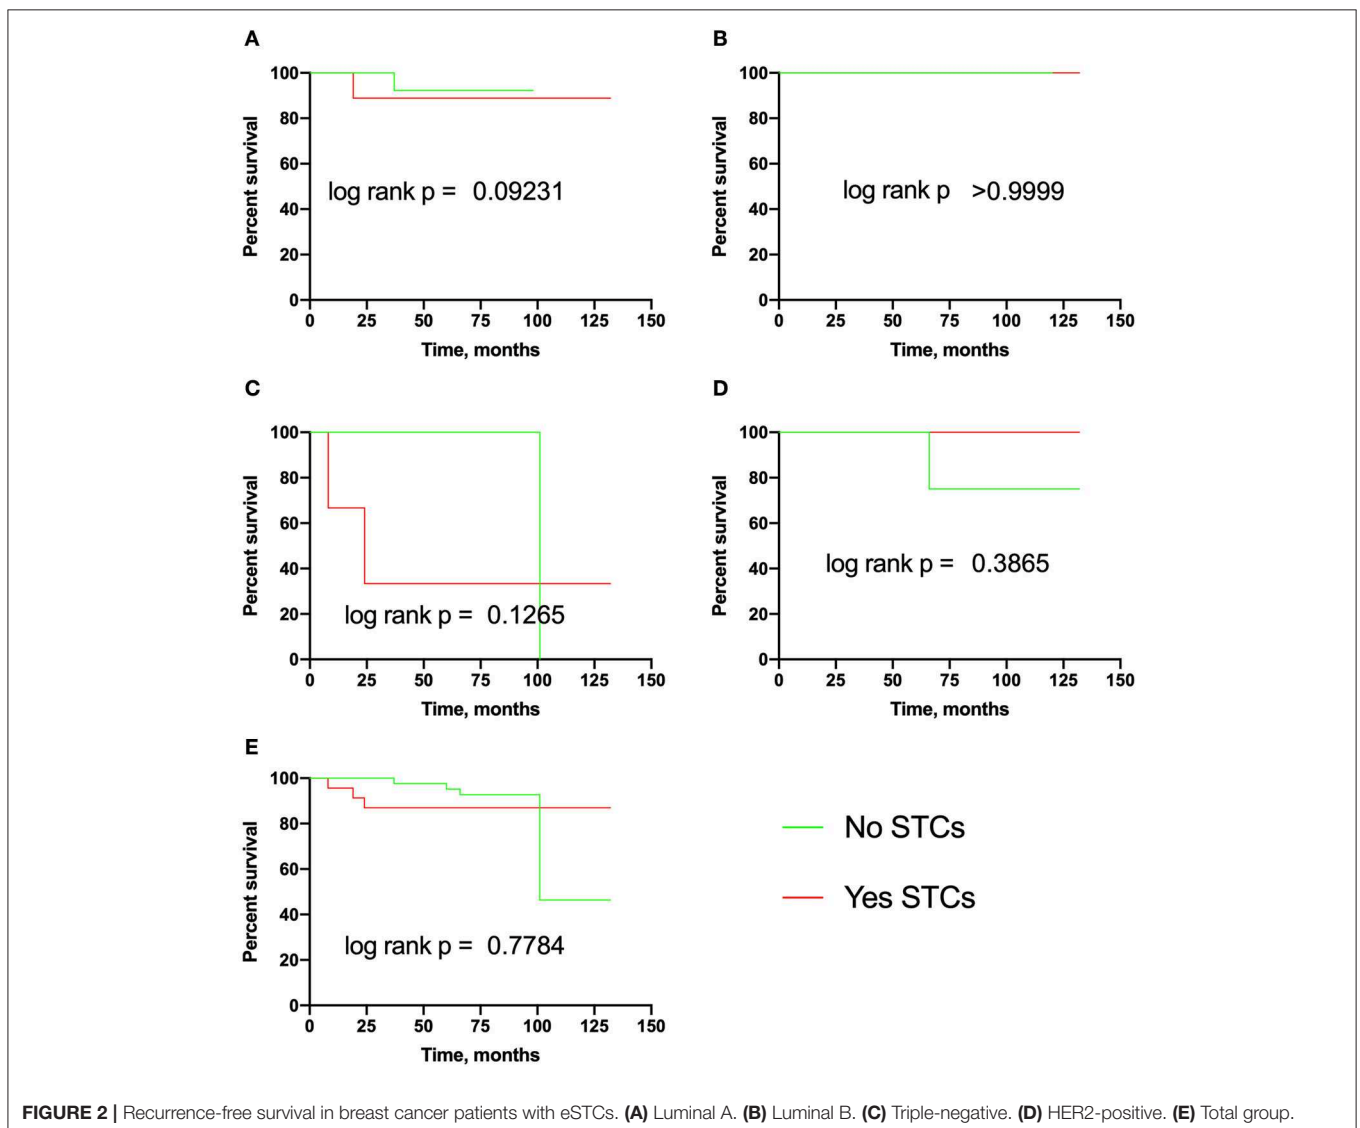 A
Percent survival
100
80
60
40
20
0
log rank p = 0.09231
0 25 50 75 100 125 150
Time, months
B
Percent survival
100
80
60
40
20
0
log rank p >0.9999
0 25 50 75 100 125 150
Time, months
C
Percent survival
100
80
60
40
20
0
log rank p = 0.1265
0 25 50 75 100 125 150
Time, months
D
Percent survival
100
80
60
40
20
0
log rank p = 0.3865
0 25 50 75 100 125 150
Time, months
E
Percent survival
100
80
60
40
20
0
log rank p = 0.7784
0 25 50 75 100 125 150
Time, months
No STCs
Yes STCs
FIGURE 2 | Recurrence-free survival in breast cancer patients with eSTCs. (A) Luminal A. (B) Luminal B. (C) Triple-negative. (D) HER2-positive. (E) Total group.